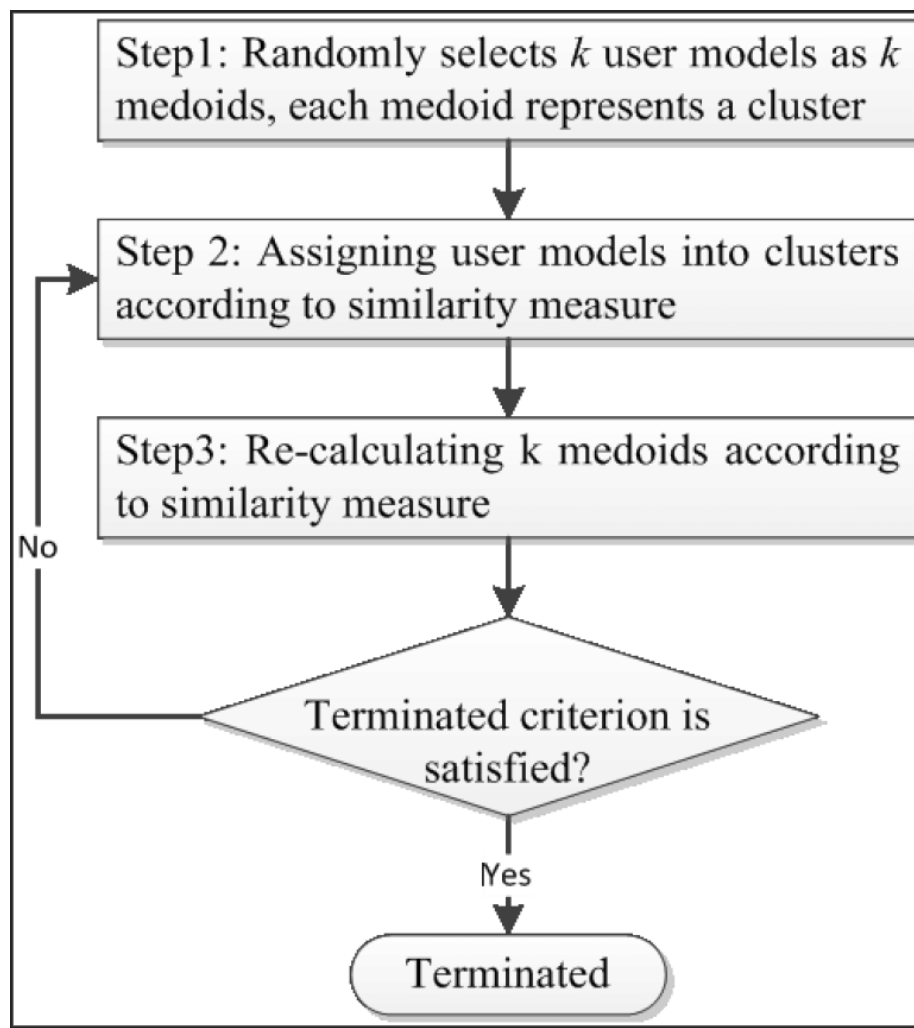 Step1: Randomly selects k user models as k
medoids, each medoid represents a cluster
Step 2: Assigning user models into clusters
according to similarity measure
Step3: Re-calculating k medoids according
to similarity measure
No
Terminated criterion is
satisfied?
Yes
Terminated